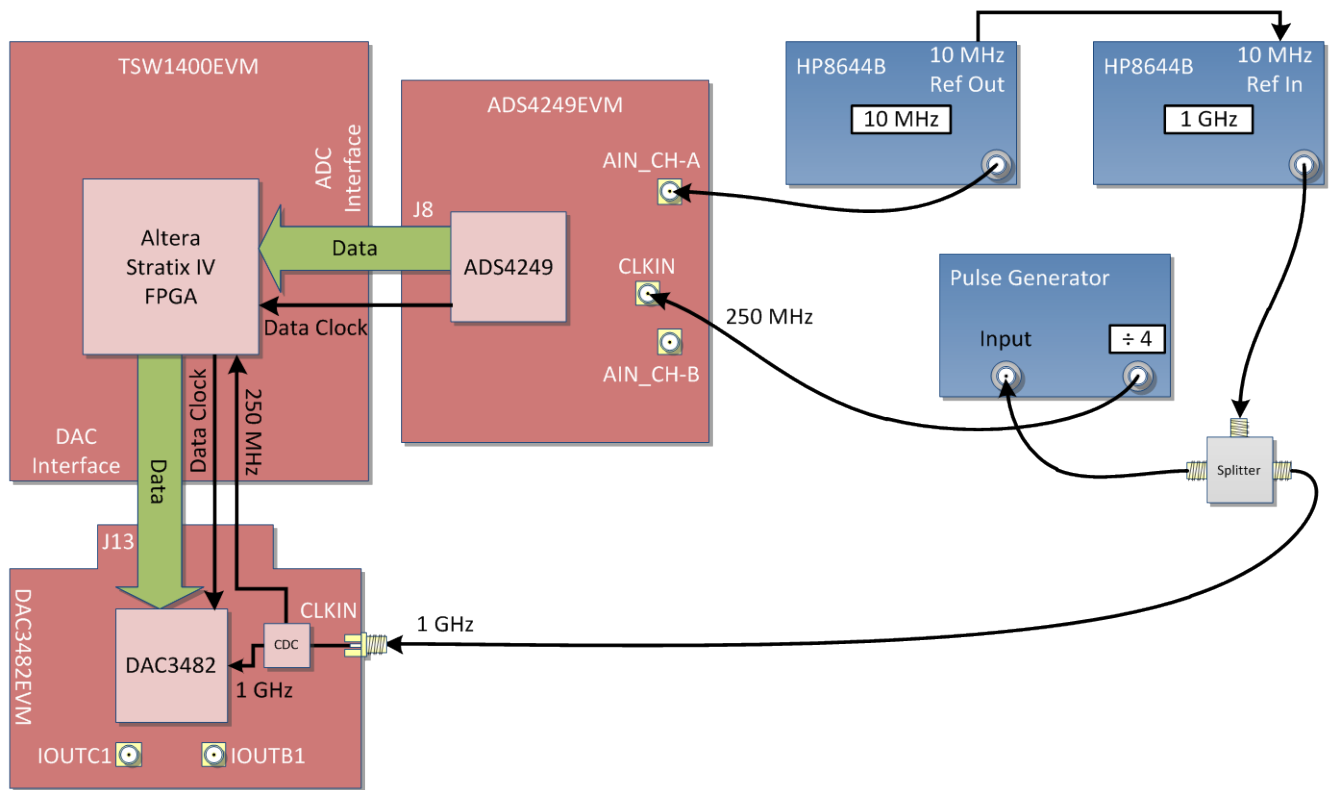 TSW1400EVM
ADC
Interface
Altera
Stratix IV
FPGA
Data
Data Clock
DAC
Interface
Data
Data Clock
250 MHz
ADS4249EVM
J8
ADS4249
AIN_CH-A
CLKIN
AIN_CH-B
HP8644B
10 MHz
Ref Out
10 MHz
HP8644B
10 MHz
Ref In
1 GHz
250 MHz
Pulse Generator
Input
÷ 4
Splitter
J13
DAC3482EVM
DAC3482
CLKIN
CDC
1 GHz
1 GHz
IOUTC1
IOUTB1